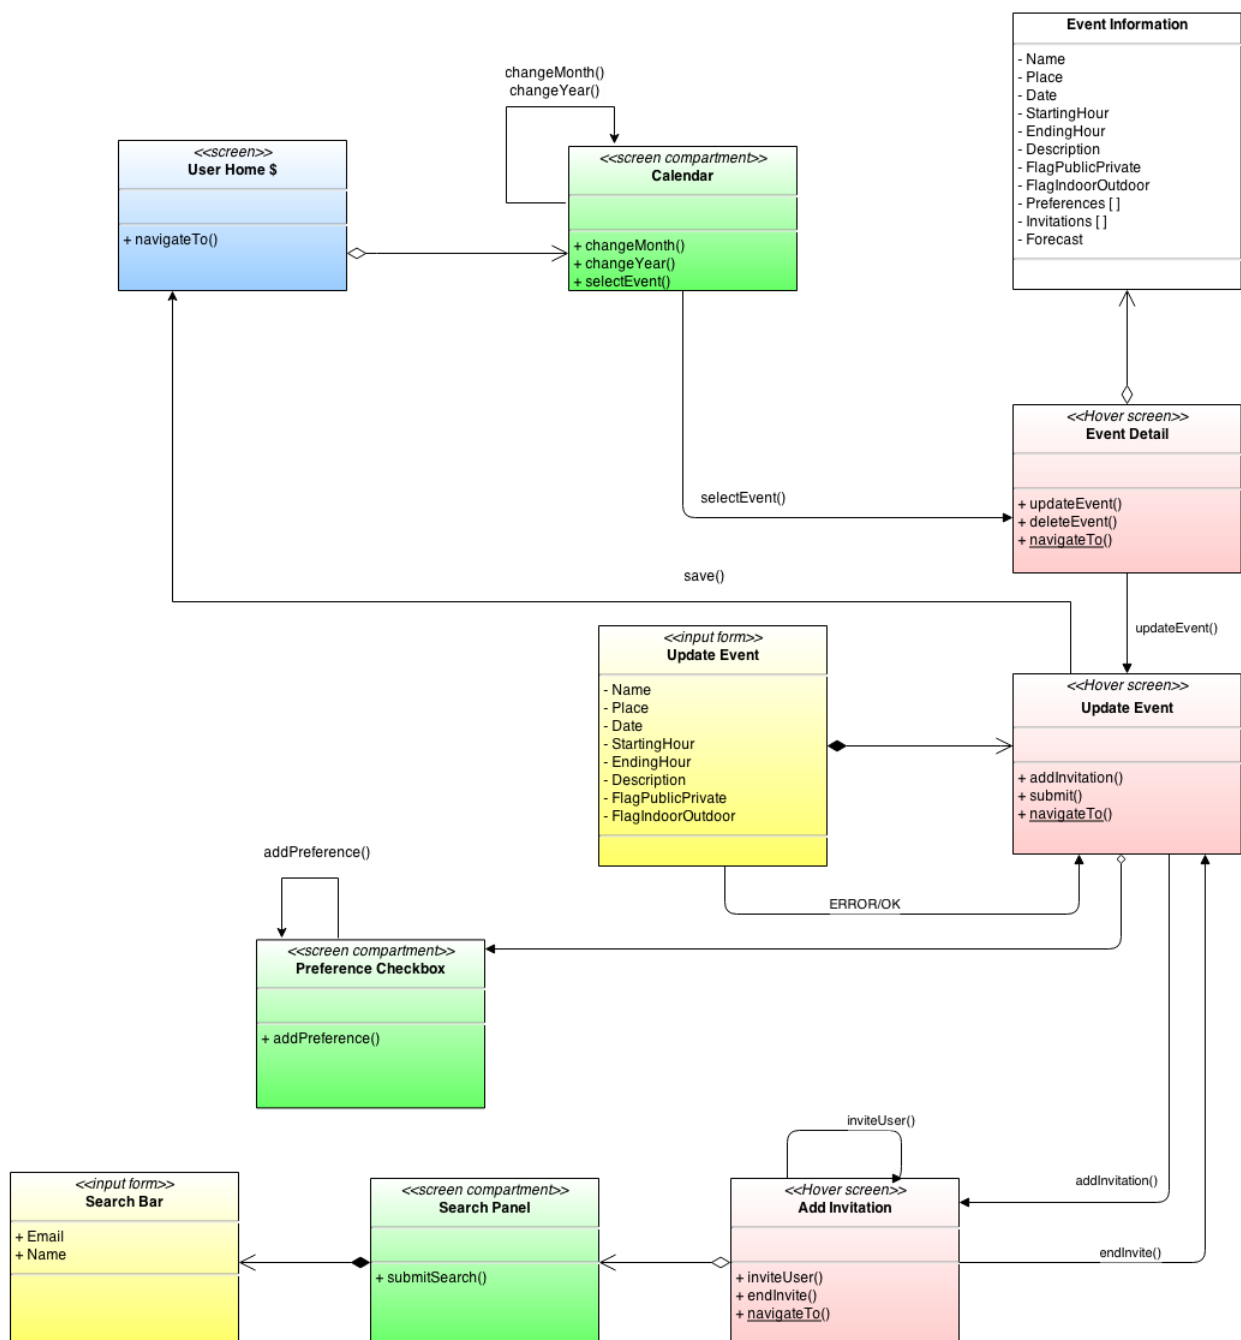 Event Information
- Name
- Place
- Date
- StartingHour
- EndingHour
- Description
- FlagPublicPrivate
- FlagIndoorOutdoor
- Preferences [ ]
- Invitations [ ]
- Forecast
changeMonth()
changeYear()
<<screen>>
User Home $
+ navigateTo()
<<screen compartment>>
Calendar
+ changeMonth()
+ changeYear()
+ selectEvent()
<<Hover screen>>
Event Detail
+ updateEvent()
+ deleteEvent()
+ navigateTo()
selectEvent()
save()
updateEvent()
<<input form>>
Update Event
- Name
- Place
- Date
- StartingHour
- EndingHour
- Description
- FlagPublicPrivate
- FlagIndoorOutdoor
<<Hover screen>>
Update Event
+ addInvitation()
+ submit()
+ navigateTo()
addPreference()
ERROR/OK
<<screen compartment>>
Preference Checkbox
+ addPreference()
inviteUser()
addInvitation()
endInvite()
<<input form>>
Search Bar
+ Email
+ Name
<<screen compartment>>
Search Panel
+ submitSearch()
<<Hover screen>>
Add Invitation
+ inviteUser()
+ endInvite()
+ navigateTo()